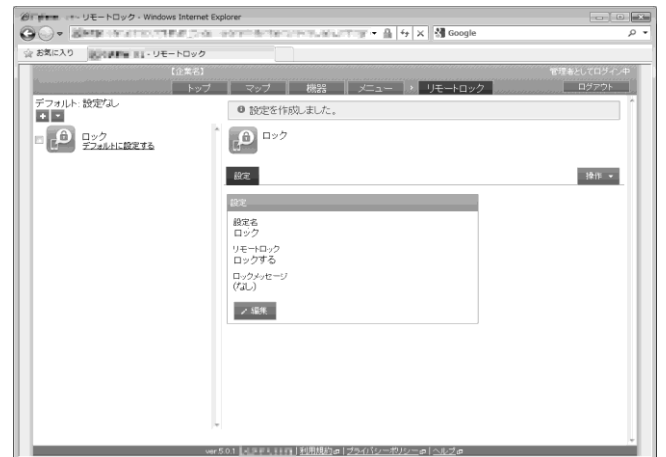 - リモートロック - Windows Internet Explorer
Google
お気に入り
- リモートロック
【企業名】
管理者としてログイン中
トップ
マップ
機器
メニュー
リモートロック
ログアウト
デフォルト: 設定なし
設定を作成しました。
ロック
デフォルトに設定する
ロック
設定
操作
設定
設定名
ロック
リモートロック
ロックする
ロックメッセージ
(なし)
編集
ver 5.0.1 | 利用規約 | プライバシーポリシー | ヘルプ